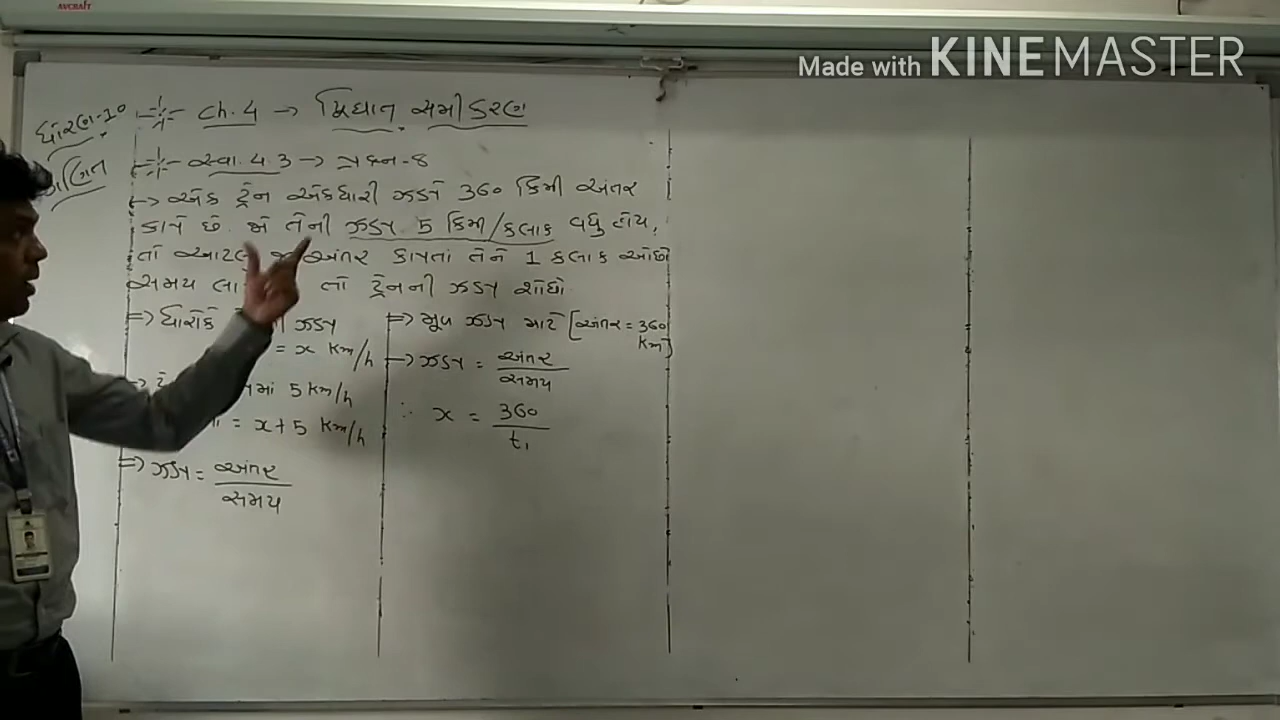 AVCRAFT
Made with KINEMASTER
ધોરણ-10
ગણિત
Ch.4 → દ્વિઘાત સમીકરણ
સ્વા. 4.3 → પ્રશ્ન-8
→ એક ટ્રેન એકધારી ઝડપે 360 કિમી અંતર
કાપે છે. જો તેની ઝડપ 5 કિમી/કલાક વધુ હોય,
તો અંતર કાપતાં તેને 1 કલાક ઓછો
સમય તો ટ્રેનની ઝડપ શોધો.
⇒ ધારોકે ઝડપ
= x Km/h
5 Km/h
= x+5 Km/h
⇒ ઝડપ = અંતર
સમય
⇒ મૂળ ઝડપ માટે [અંતર = 360
Km]
→ ઝડપ = અંતર
સમય
∴ x = 360
t₁